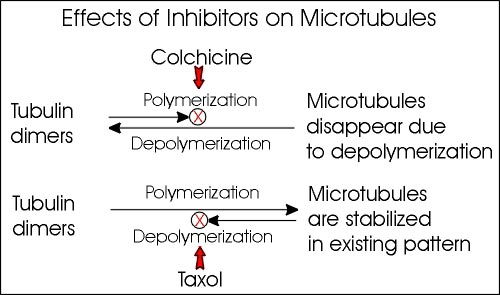 Effects of Inhibitors on Microtubules
Colchicine
Polymerization
Tubulin
dimers
X
Depolymerization
Microtubules
disappear due
to depolymerization
Polymerization
Tubulin
dimers
X
Depolymerization
Microtubules
are stabilized
in existing pattern
Taxol